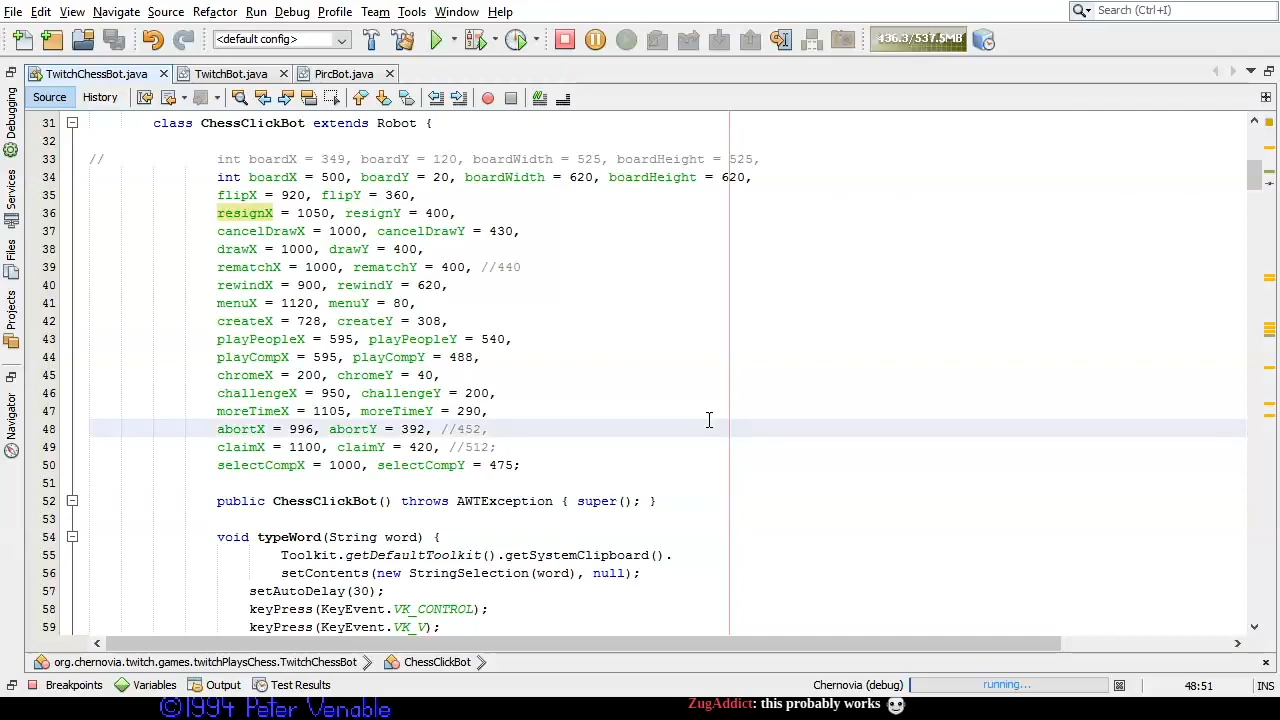 File Edit View Navigate Source Refactor Run Debug Profile Team Tools Window Help
Search (Ctrl+I)
<default config>
436.3/537.5MB
TwitchChessBot.java TwitchBot.java PircBot.java
Source History
Debugging
Services
Files
Projects
Navigator
31 class ChessClickBot extends Robot {
32
33 // int boardX = 349, boardY = 120, boardWidth = 525, boardHeight = 525,
34 int boardX = 500, boardY = 20, boardWidth = 620, boardHeight = 620,
35 flipX = 920, flipY = 360,
36 resignX = 1050, resignY = 400,
37 cancelDrawX = 1000, cancelDrawY = 430,
38 drawX = 1000, drawY = 400,
39 rematchX = 1000, rematchY = 400, //440
40 rewindX = 900, rewindY = 620,
41 menuX = 1120, menuY = 80,
42 createX = 728, createY = 308,
43 playPeopleX = 595, playPeopleY = 540,
44 playCompX = 595, playCompY = 488,
45 chromeX = 200, chromeY = 40,
46 challengeX = 950, challengeY = 200,
47 moreTimeX = 1105, moreTimeY = 290,
48 abortX = 996, abortY = 392, //452,
49 claimX = 1100, claimY = 420, //512;
50 selectCompX = 1000, selectCompY = 475;
51
52 public ChessClickBot() throws AWTException { super(); }
53
54 void typeWord(String word) {
55 Toolkit.getDefaultToolkit().getSystemClipboard().
56 setContents(new StringSelection(word), null);
57 setAutoDelay(30);
58 keyPress(KeyEvent.VK_CONTROL);
59 keyPress(KeyEvent.VK_V);
org.chernovia.twitch.games.twitchPlaysChess.TwitchChessBot ChessClickBot
Breakpoints Variables Output Test Results Chernovia (debug) running... 48:51 INS
©1994 Peter Venable
ZugAddict: this probably works